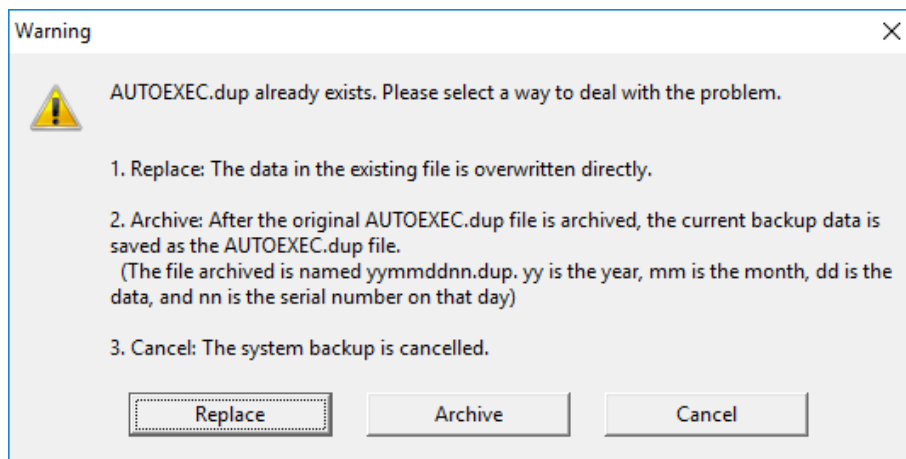 Warning
AUTOEXEC.dup already exists. Please select a way to deal with the problem.
1. Replace: The data in the existing file is overwritten directly.
2. Archive: After the original AUTOEXEC.dup file is archived, the current backup data is
saved as the AUTOEXEC.dup file.
(The file archived is named yymmddnn.dup. yy is the year, mm is the month, dd is the
data, and nn is the serial number on that day)
3. Cancel: The system backup is cancelled.
Replace
Archive
Cancel